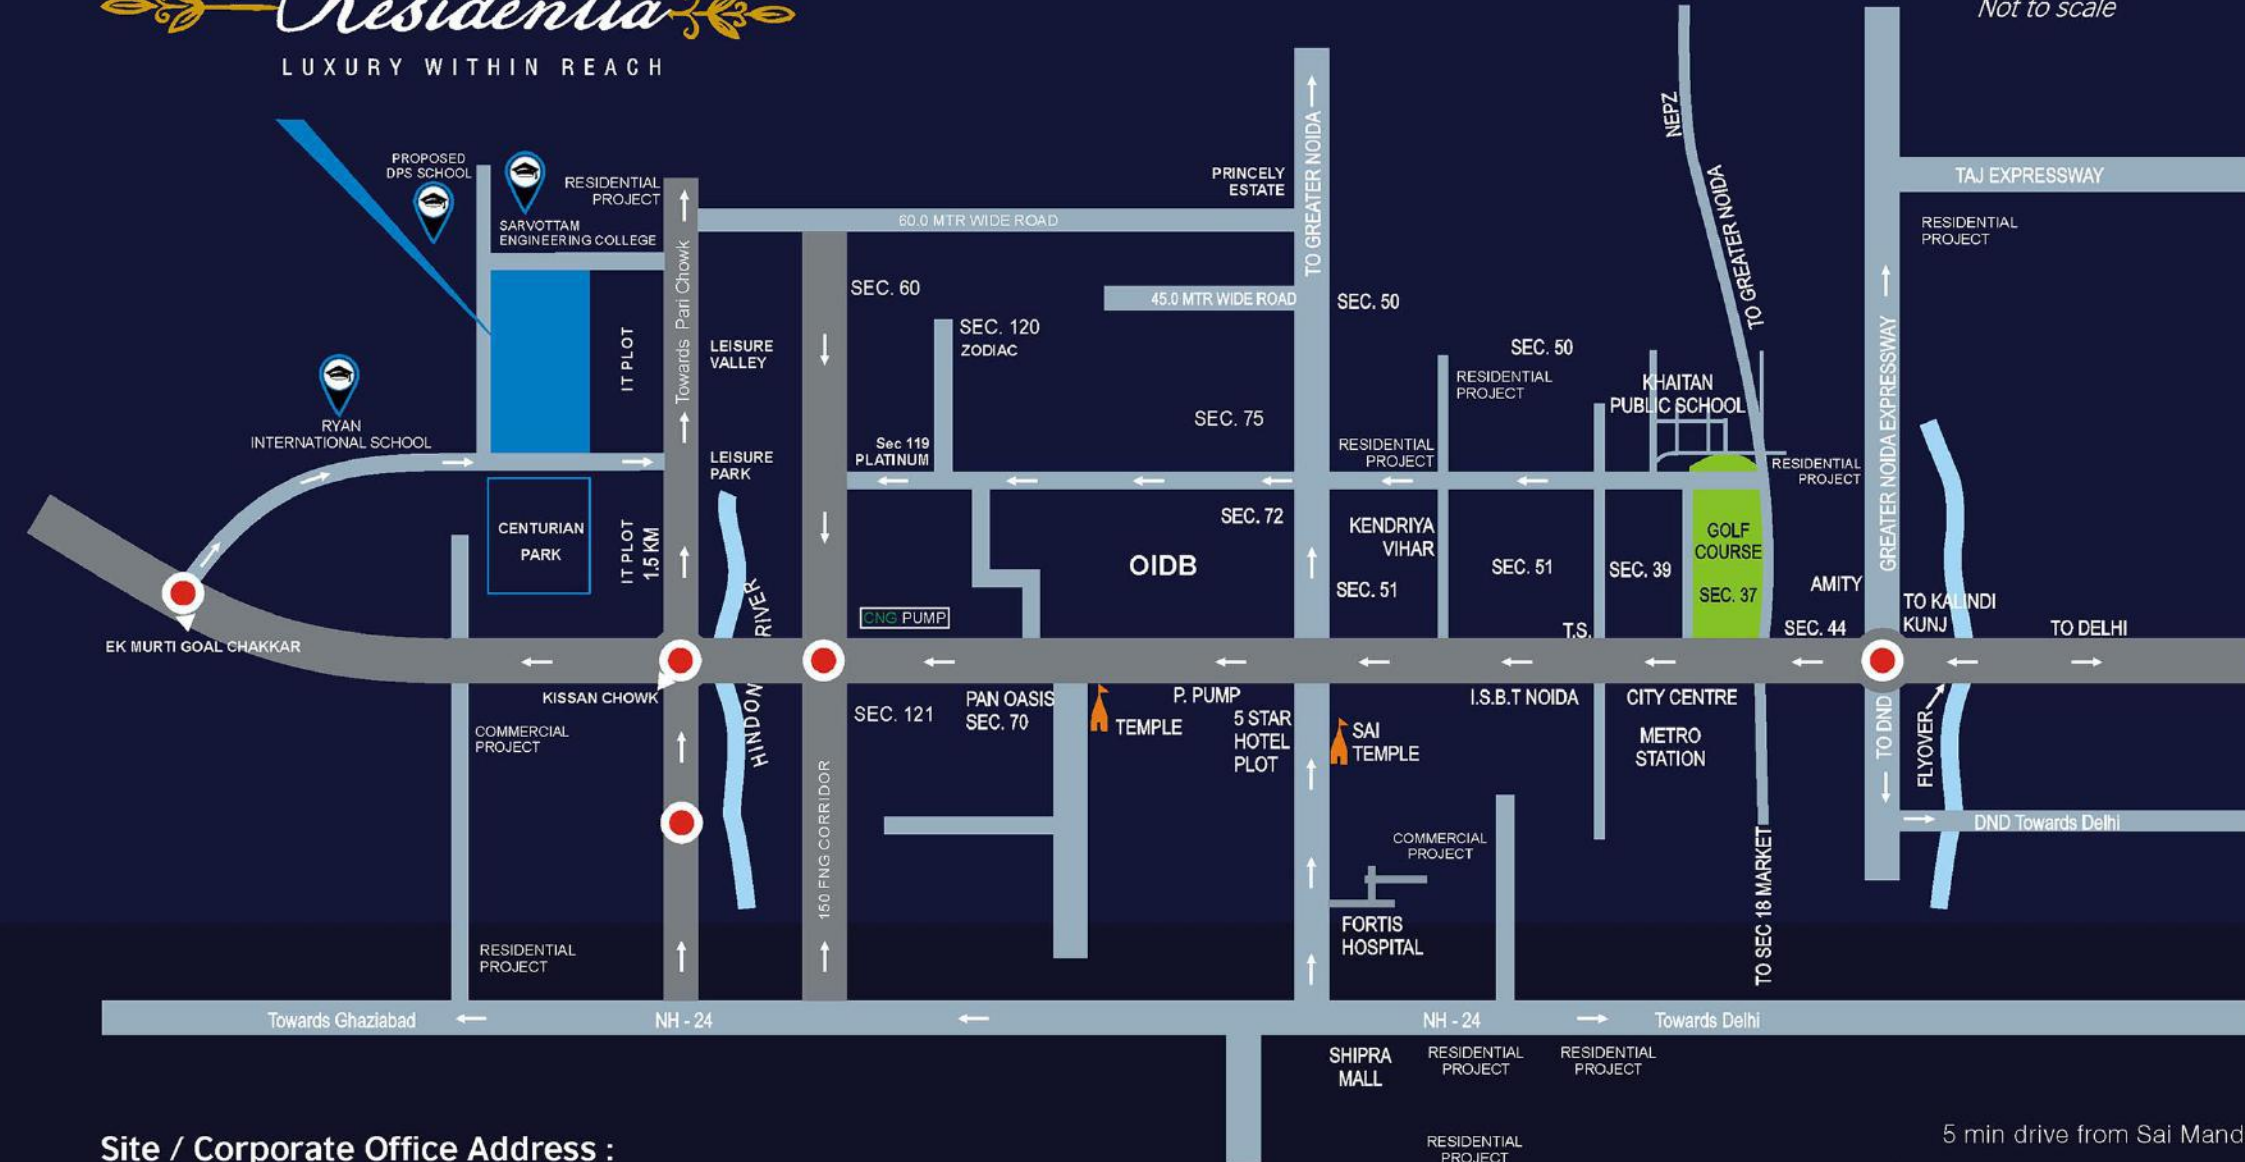 Residentia
LUXURY WITHIN REACH
Not to scale
PROPOSED
DPS SCHOOL
SARVOTTAM
ENGINEERING COLLEGE
RESIDENTIAL
PROJECT
Towards Pari Chowk
60.0 MTR WIDE ROAD
PRINCELY
ESTATE
TO GREATER NOIDA
NEPZ
TO GREATER NOIDA
GREATER NOIDA EXPRESSWAY
TAJ EXPRESSWAY
RESIDENTIAL
PROJECT
SEC. 60
45.0 MTR WIDE ROAD
SEC. 50
SEC. 120
ZODIAC
IT PLOT
LEISURE
VALLEY
SEC. 50
RESIDENTIAL
PROJECT
KHAITAN
PUBLIC SCHOOL
RYAN
INTERNATIONAL SCHOOL
SEC. 75
Sec 119
PLATINUM
LEISURE
PARK
RESIDENTIAL
PROJECT
RESIDENTIAL
PROJECT
CENTURIAN
PARK
IT PLOT
1.5 KM
SEC. 72
OIDB
KENDRIYA
VIHAR
SEC. 51
SEC. 51
SEC. 39
GOLF
COURSE
SEC. 37
AMITY
SEC. 44
TO KALINDI
KUNJ
TO DELHI
CNG PUMP
T.S.
HINDON RIVER
EK MURTI GOAL CHAKKAR
KISSAN CHOWK
SEC. 121
PAN OASIS
SEC. 70
TEMPLE
P. PUMP
5 STAR
HOTEL
PLOT
SAI
TEMPLE
I.S.B.T NOIDA
CITY CENTRE
METRO
STATION
TO DND
FLYOVER
COMMERCIAL
PROJECT
150 FNG CORRIDOR
COMMERCIAL
PROJECT
DND Towards Delhi
TO SEC 18 MARKET
FORTIS
HOSPITAL
RESIDENTIAL
PROJECT
Towards Ghaziabad
NH - 24
NH - 24
Towards Delhi
SHIPRA
MALL
RESIDENTIAL
PROJECT
RESIDENTIAL
PROJECT
RESIDENTIAL
PROJECT
Site / Corporate Office Address :
5 min drive from Sai Mand